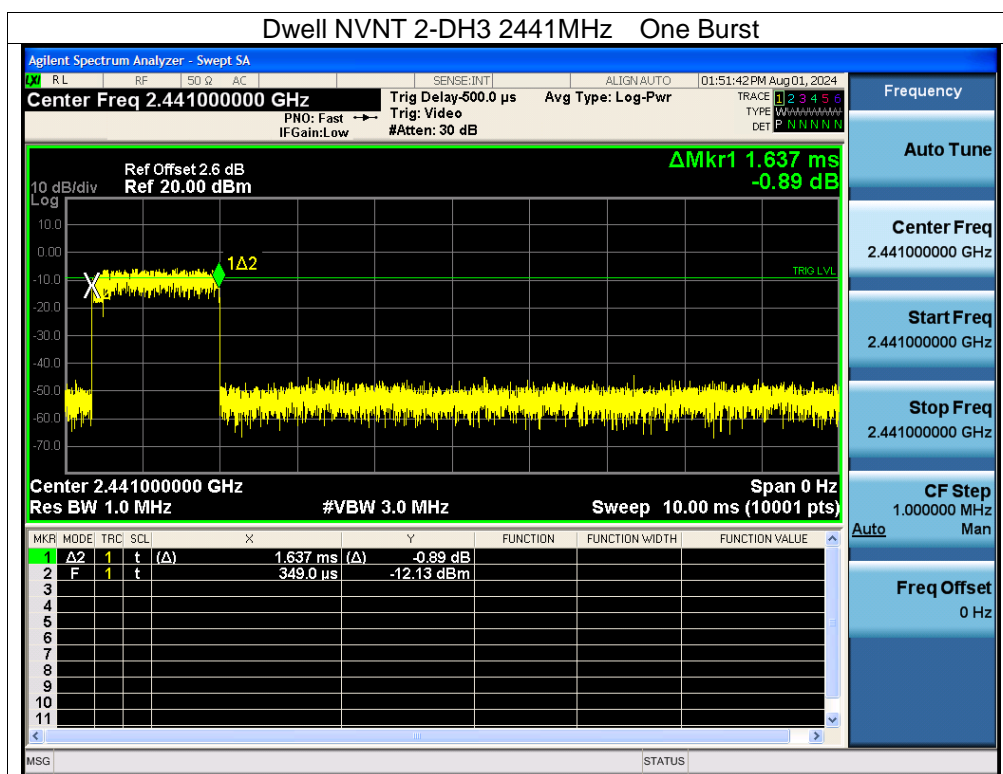 Dwell NVNT 2-DH3 2441MHz One Burst
Agilent Spectrum Analyzer - Swept SA
LXI RL RF 50 Ω AC SENSE:INT ALIGN AUTO 01:51:42 PM Aug 01, 2024
Center Freq 2.441000000 GHz Trig Delay-500.0 µs Avg Type: Log-Pwr TRACE 1 2 3 4 5 6
PNO: Fast Trig: Video TYPE WWWWWW
IFGain:Low #Atten: 30 dB DET P N N N N N
ΔMkr1 1.637 ms
-0.89 dB
Ref Offset 2.6 dB
10 dB/div Ref 20.00 dBm
Log
10.0
0.00
-10.0
-20.0
-30.0
-40.0
-50.0
-60.0
-70.0
X
1Δ2
TRIG LVL
Center 2.441000000 GHz Span 0 Hz
Res BW 1.0 MHz #VBW 3.0 MHz Sweep 10.00 ms (10001 pts)
MKR MODE TRC SCL X Y FUNCTION FUNCTION WIDTH FUNCTION VALUE
1 Δ2 1 t (Δ) 1.637 ms (Δ) -0.89 dB
2 F 1 t 349.0 µs -12.13 dBm
3
4
5
6
7
8
9
10
11
MSG STATUS
Frequency
Auto Tune
Center Freq
2.441000000 GHz
Start Freq
2.441000000 GHz
Stop Freq
2.441000000 GHz
CF Step
1.000000 MHz
Auto Man
Freq Offset
0 Hz